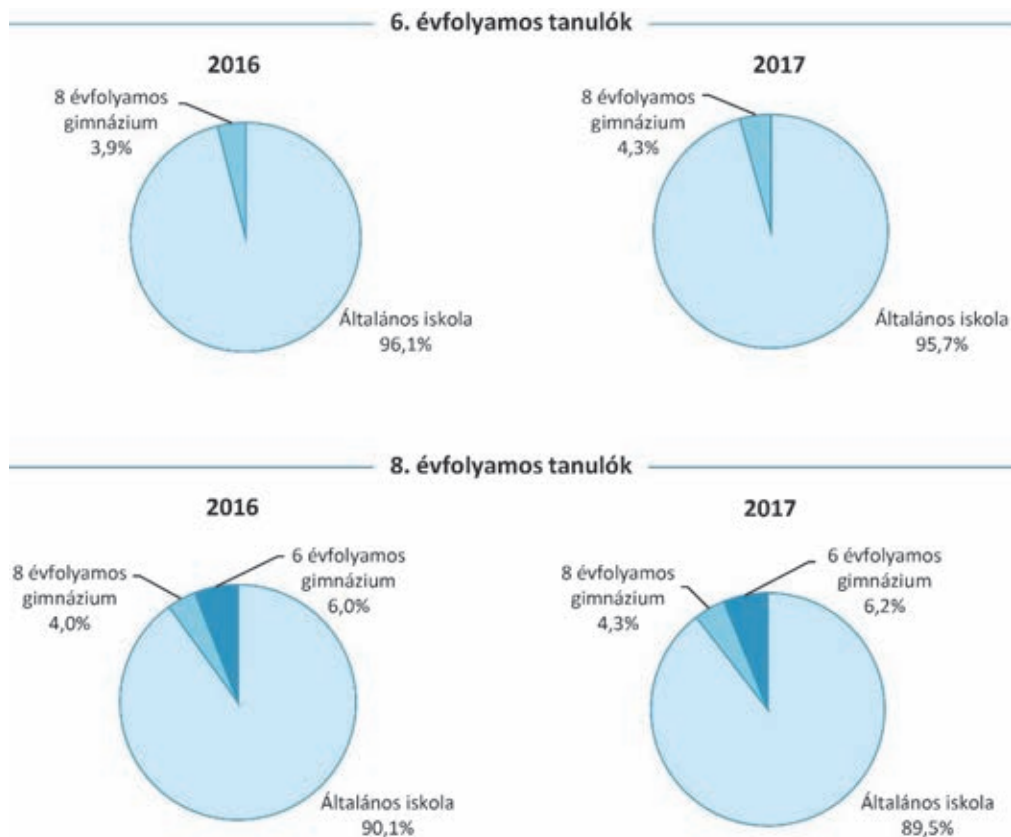 6. évfolyamos tanulók
2016
8 évfolyamos
gimnázium
3,9%
Általános iskola
96,1%
2017
8 évfolyamos
gimnázium
4,3%
Általános iskola
95,7%
8. évfolyamos tanulók
2016
8 évfolyamos
gimnázium
4,0%
6 évfolyamos
gimnázium
6,0%
Általános iskola
90,1%
2017
8 évfolyamos
gimnázium
4,3%
6 évfolyamos
gimnázium
6,2%
Általános iskola
89,5%